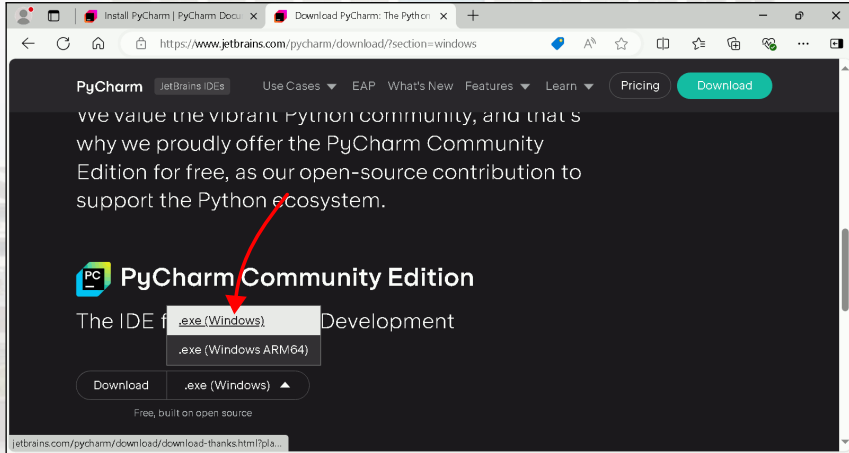 Install PyCharm | PyCharm Docu
Download PyCharm: The Python
https://www.jetbrains.com/pycharm/download/?section=windows
PyCharm JetBrains IDEs Use Cases EAP What's New Features Learn Pricing Download
We value the vibrant Python community, and that's
why we proudly offer the PyCharm Community
Edition for free, as our open-source contribution to
support the Python ecosystem.
PC PyCharm Community Edition
The IDE f
Development
.exe (Windows)
.exe (Windows ARM64)
Download .exe (Windows)
Free, built on open source
jetbrains.com/pycharm/download/download-thanks.html?pla...